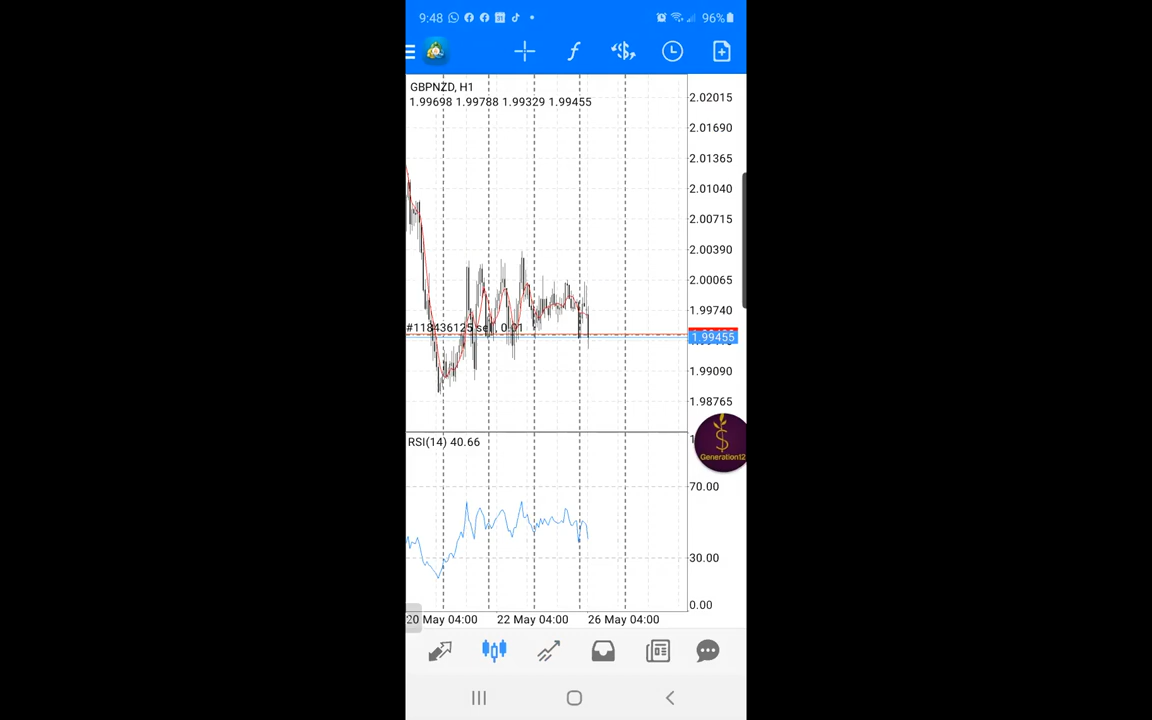 9:48 31 96%
GBPNZD, H1
1.99698 1.99788 1.99329 1.99455
2.02015
2.01690
2.01365
2.01040
2.00715
2.00390
2.00065
1.99740
#118436125 sell, 0.01
1.99455
1.99090
1.98765
RSI(14) 40.66
Generation12
70.00
30.00
0.00
20 May 04:00 22 May 04:00 26 May 04:00